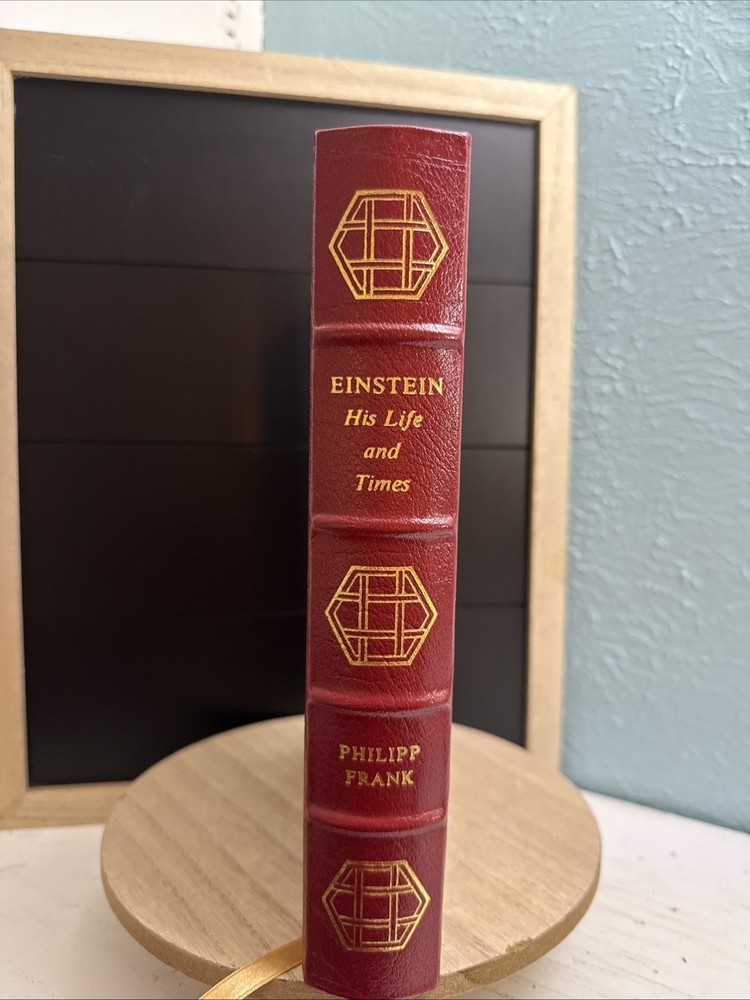 EINSTEIN
His Life
and
Times
PHILIPP
FRANK